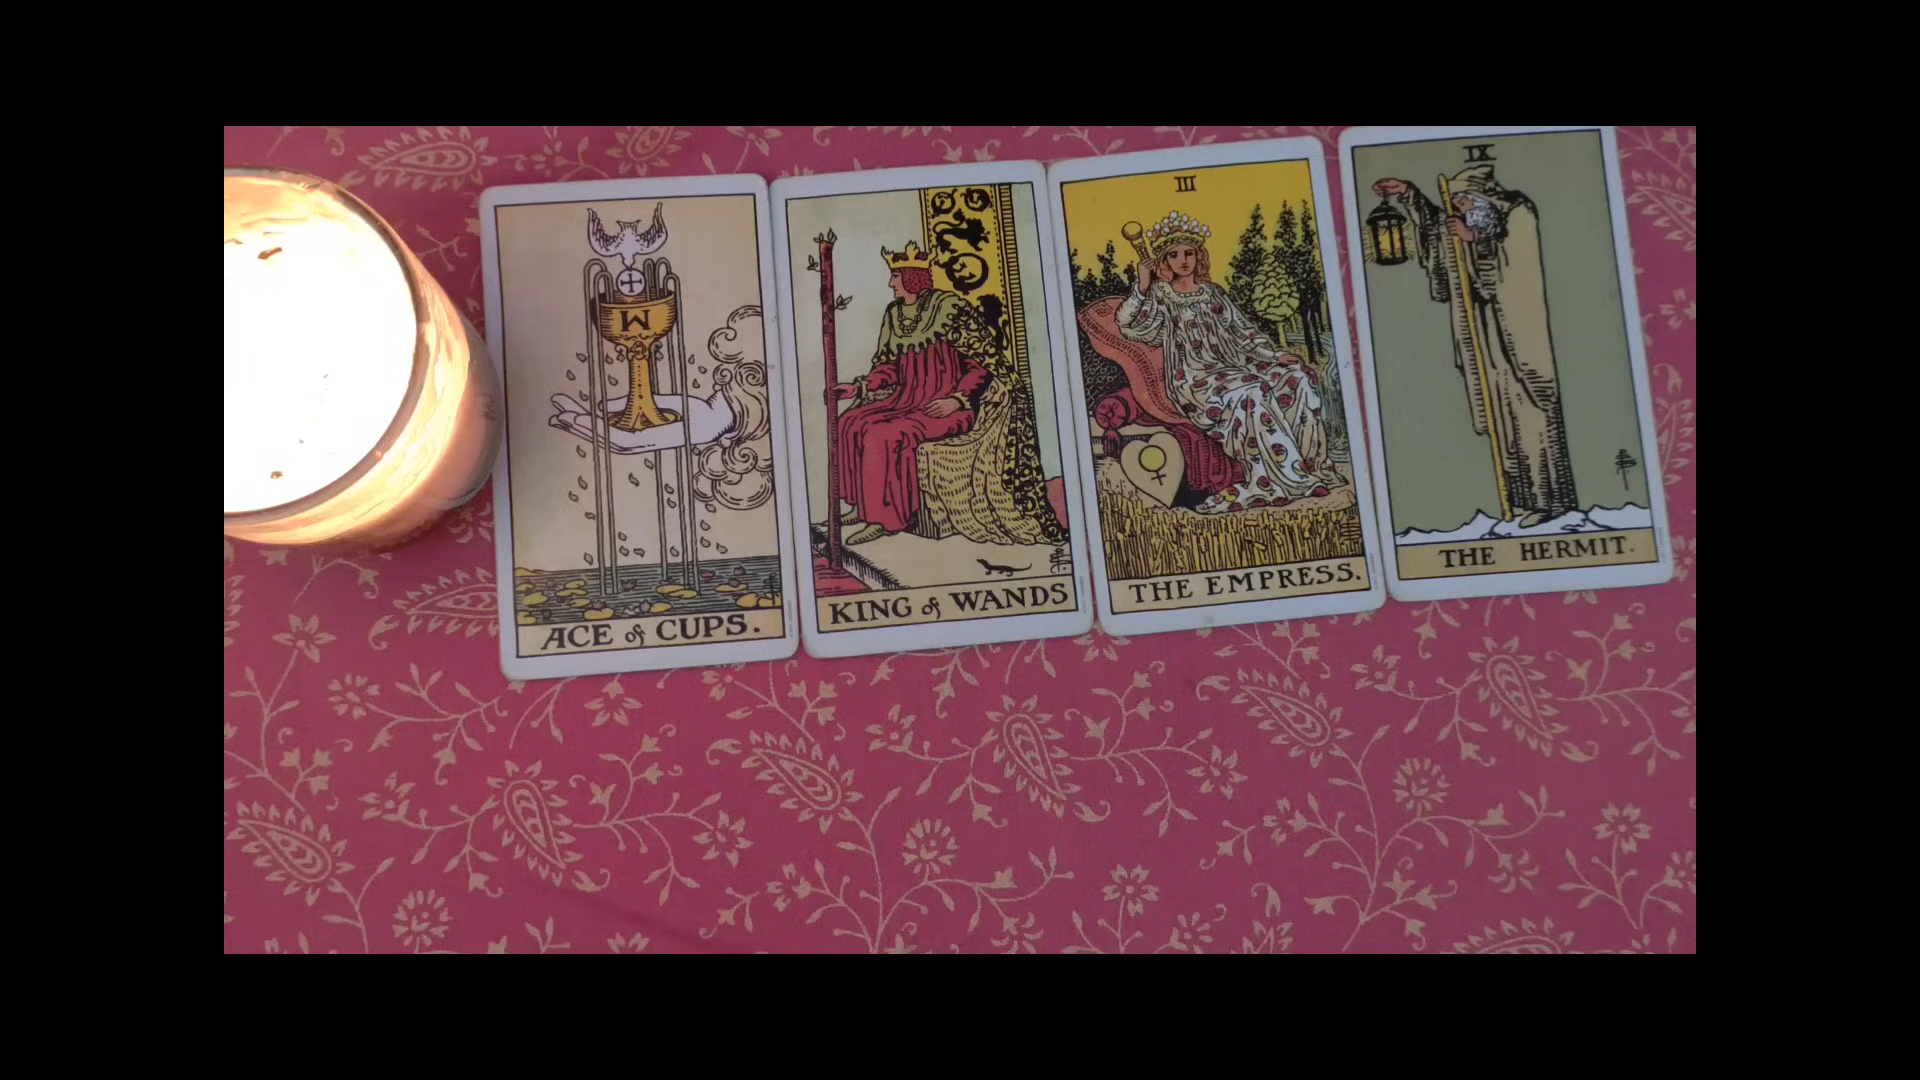 ACE of CUPS.
KING of WANDS
III
THE EMPRESS.
IX
THE HERMIT.